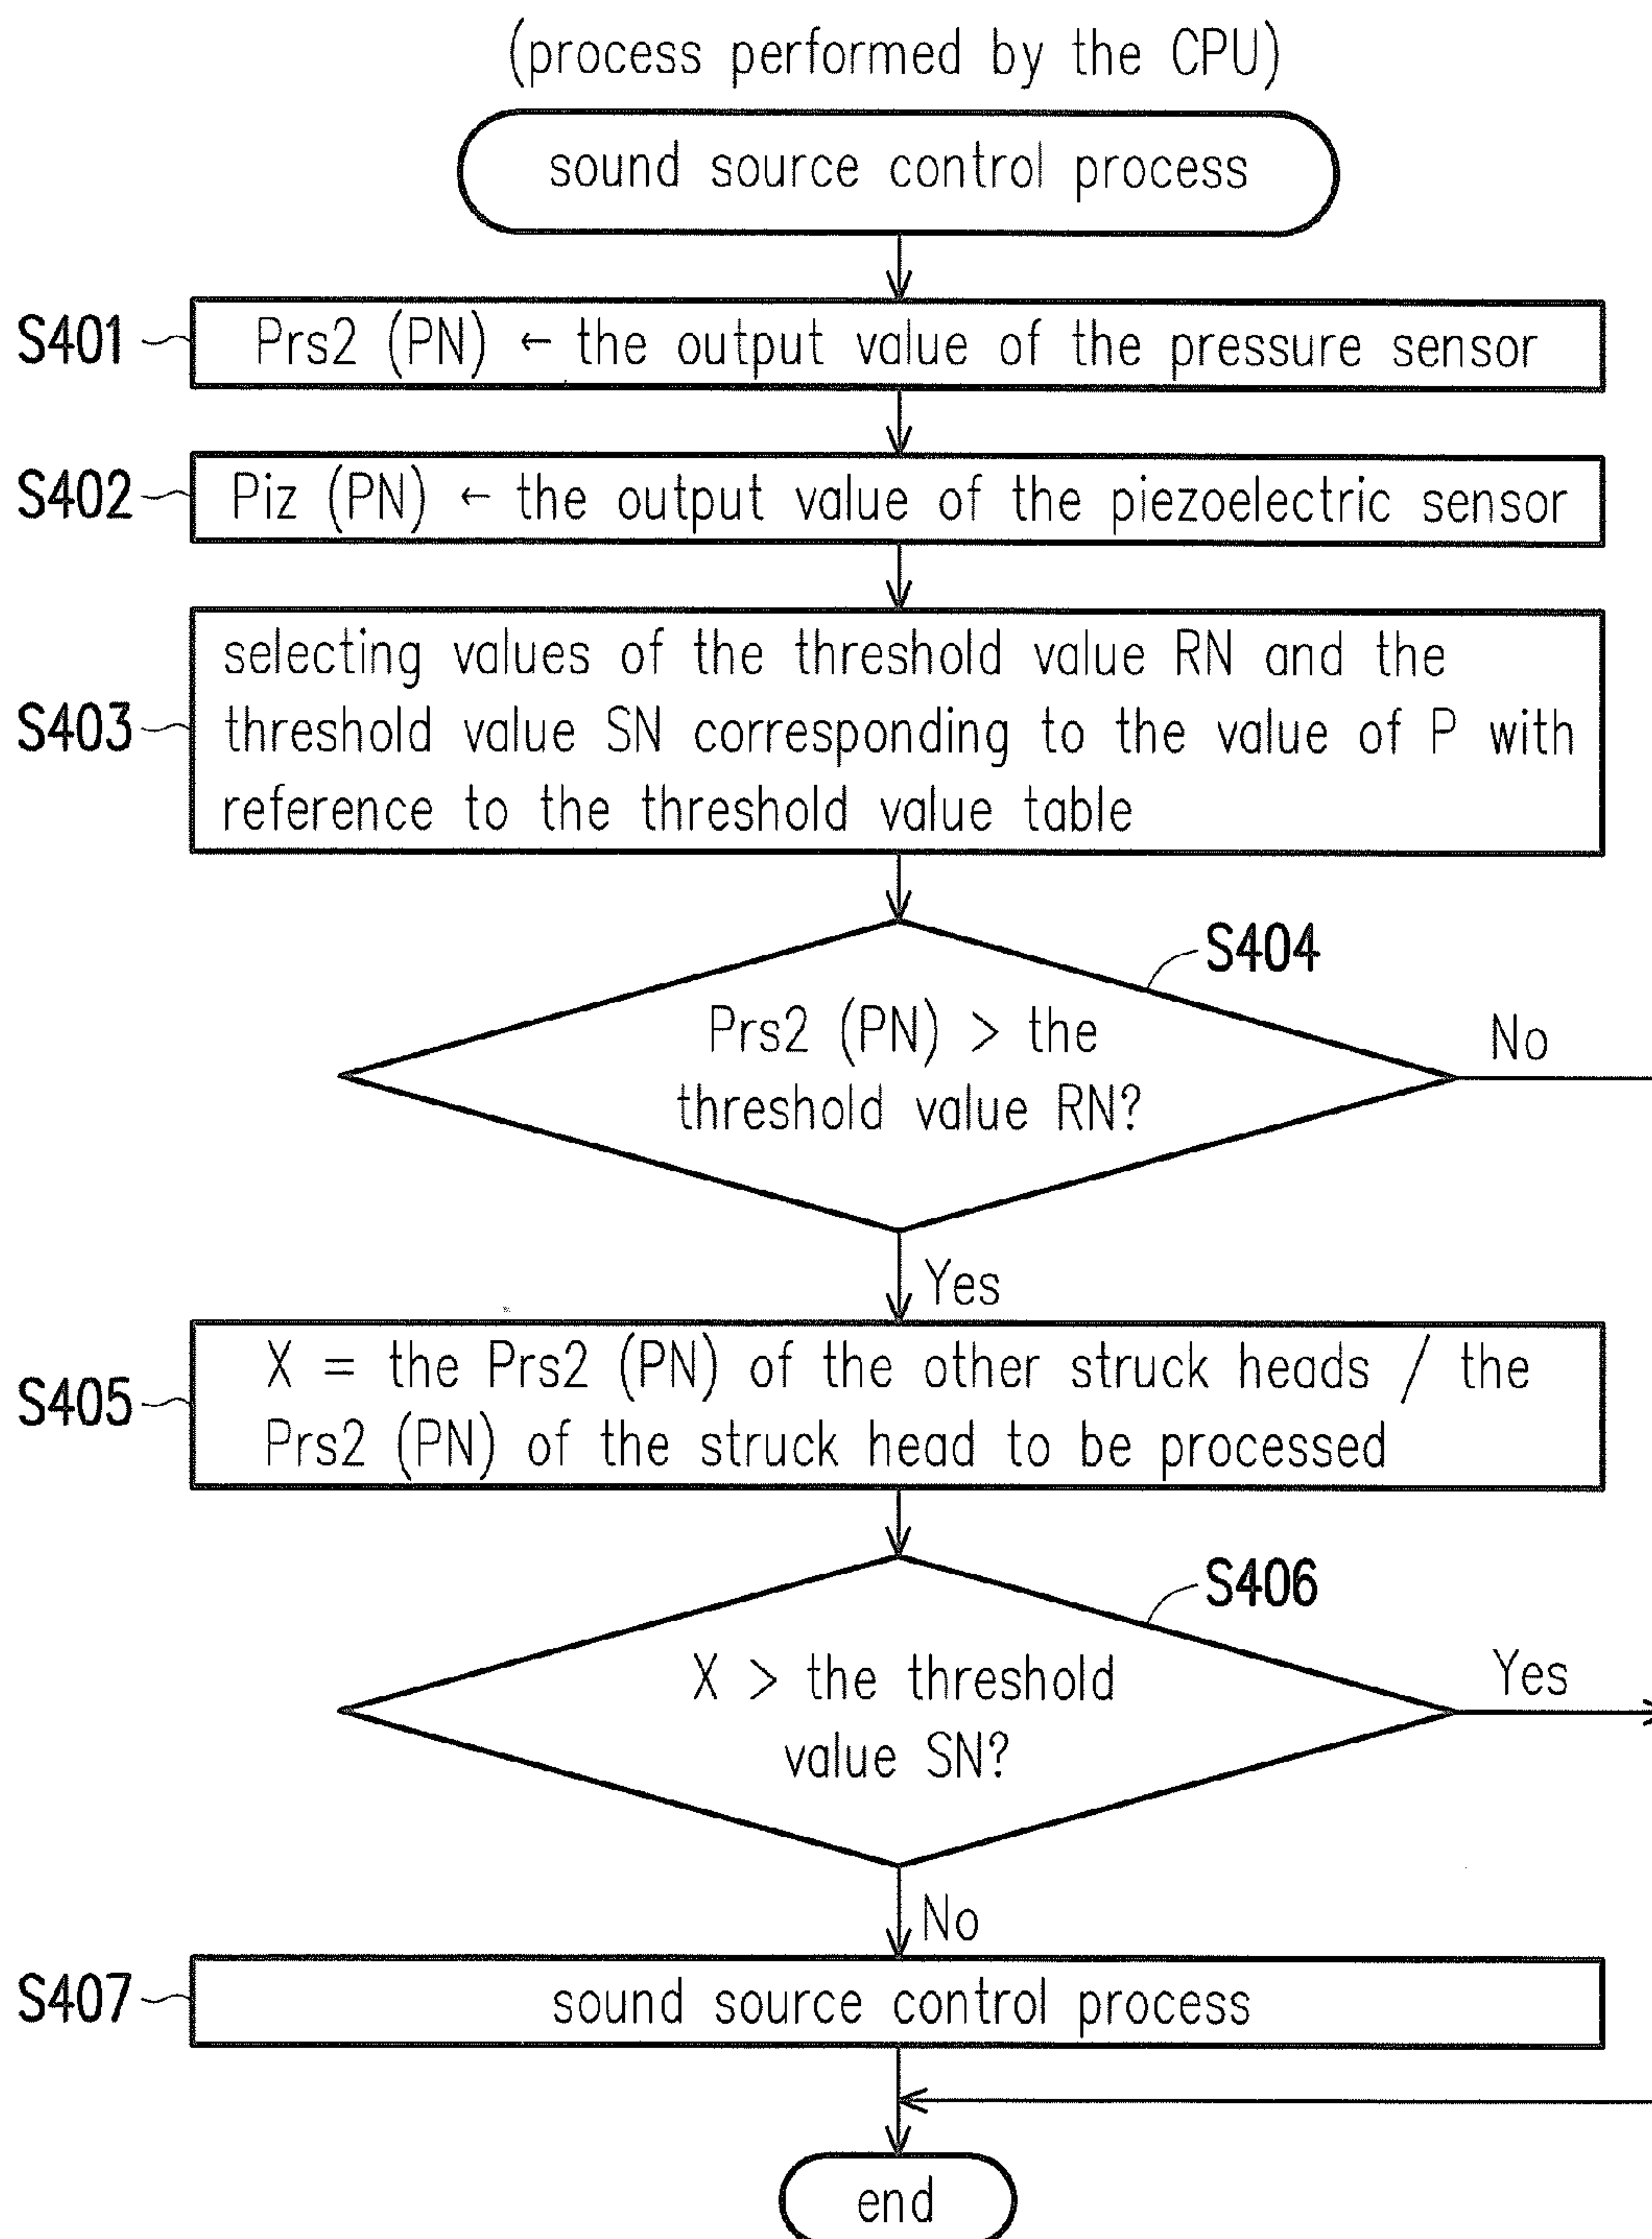 (process performed by the CPU)
sound source control process
S401
Prs2 (PN) ← the output value of the pressure sensor
S402
Piz (PN) ← the output value of the piezoelectric sensor
S403
selecting values of the threshold value RN and the
threshold value SN corresponding to the value of P with
reference to the threshold value table
S404
Prs2 (PN) > the
threshold value RN?
No
Yes
S405
X = the Prs2 (PN) of the other struck heads / the
Prs2 (PN) of the struck head to be processed
S406
X > the threshold
value SN?
Yes
No
S407
sound source control process
end